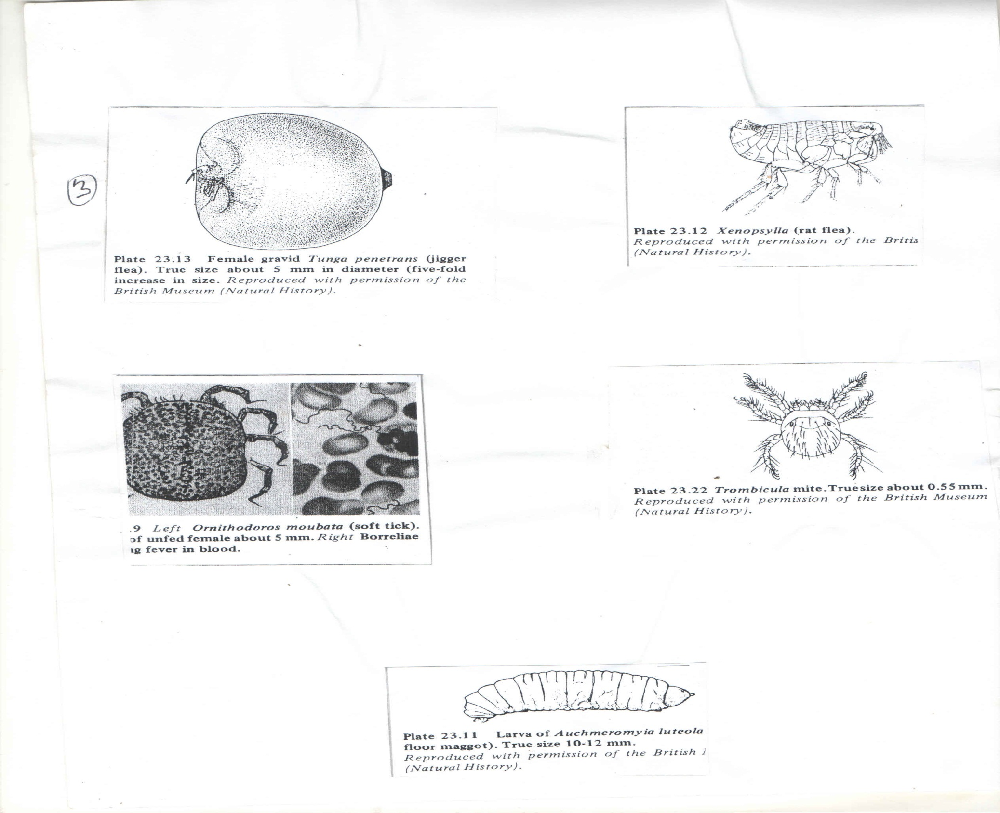 3
Plate 23.13 Female gravid Tunga penetrans (jigger
flea). True size about 5 mm in diameter (five-fold
increase in size. Reproduced with permission of the
British Museum (Natural History).
Plate 23.12 Xenopsylla (rat flea).
Reproduced with permission of the Britis
(Natural History).
.9 Left Ornithodoros moubata (soft tick).
of unfed female about 5 mm. Right Borreliae
fever in blood.
Plate 23.22 Trombicula mite. True size about 0.55 mm.
Reproduced with permission of the British Museum
(Natural History).
Plate 23.11 Larva of Auchmeromyia luteola
floor maggot). True size 10-12 mm.
Reproduced with permission of the British
(Natural History).